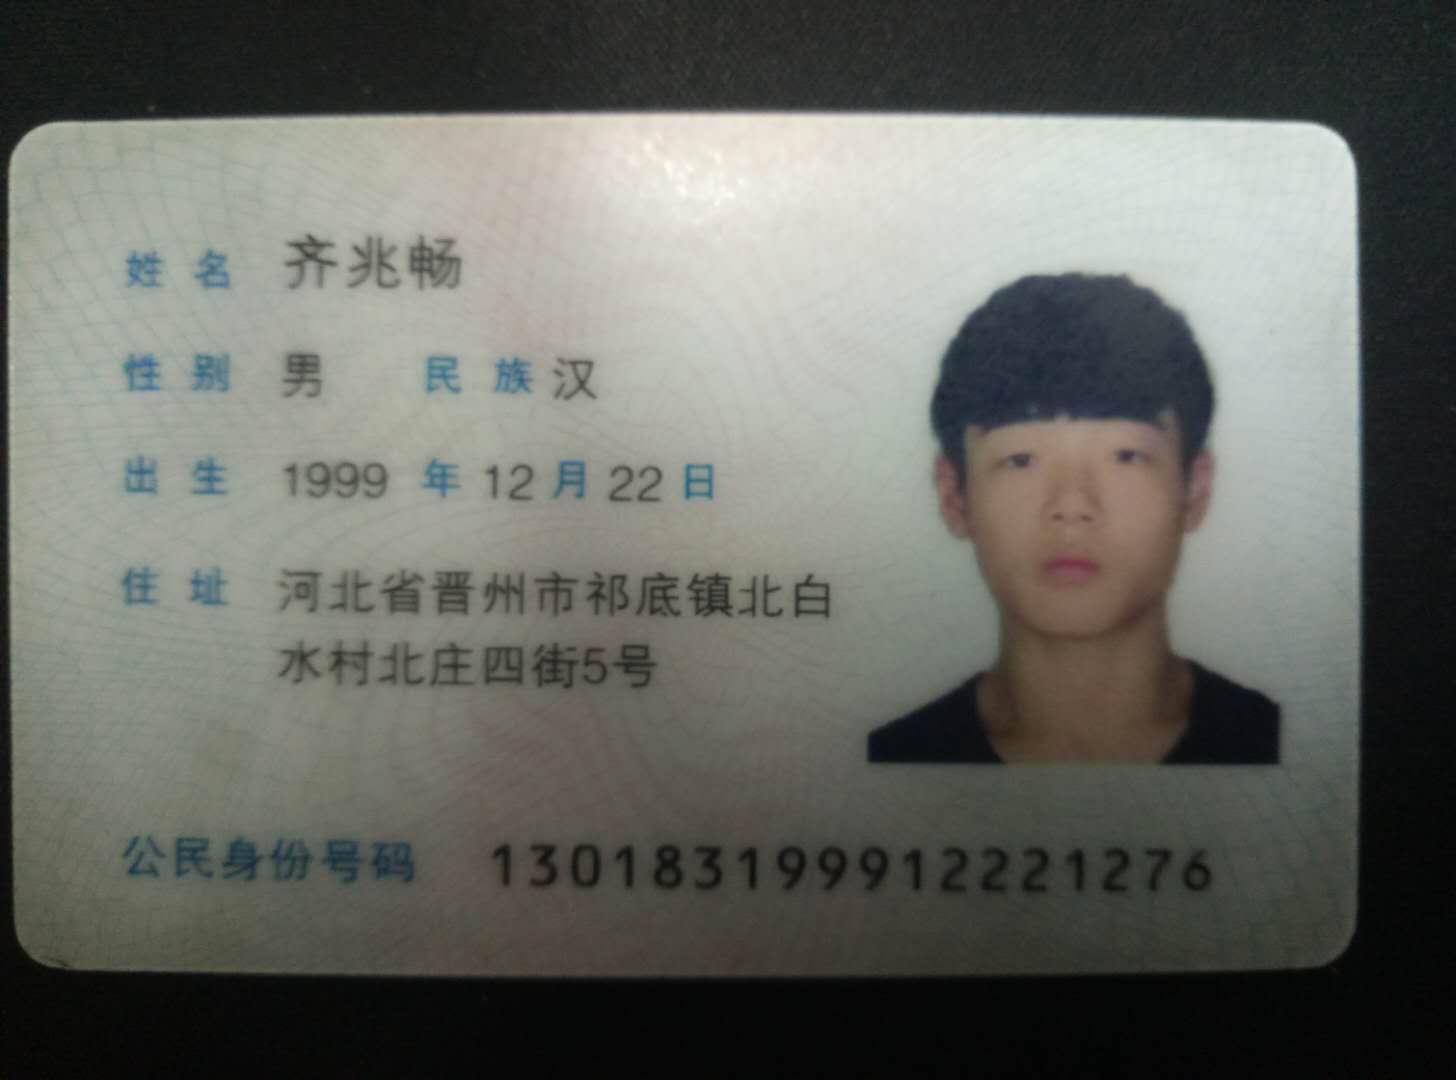 姓名 齐兆畅
性别 男 民族 汉
出生 1999 年 12 月 22 日
住址 河北省晋州市祁底镇北白
水村北庄四街5号
公民身份号码 130183199912221276